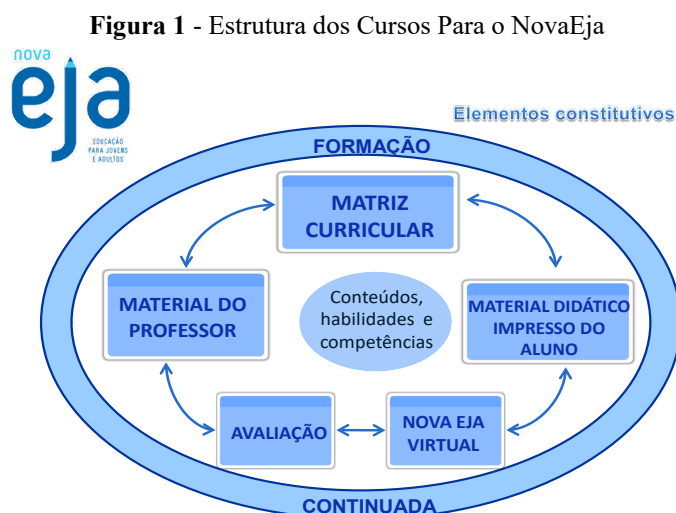 Figura 1 - Estrutura dos Cursos Para o NovaEja
nova
eja
EDUCAÇÃO
PARA JOVENS
E ADULTOS
Elementos constitutivos
FORMAÇÃO
MATRIZ
CURRICULAR
MATERIAL DO
PROFESSOR
Conteúdos,
habilidades e
competências
MATERIAL DIDÁTICO
IMPRESSO DO
ALUNO
AVALIAÇÃO
NOVA EJA
VIRTUAL
CONTINUADA